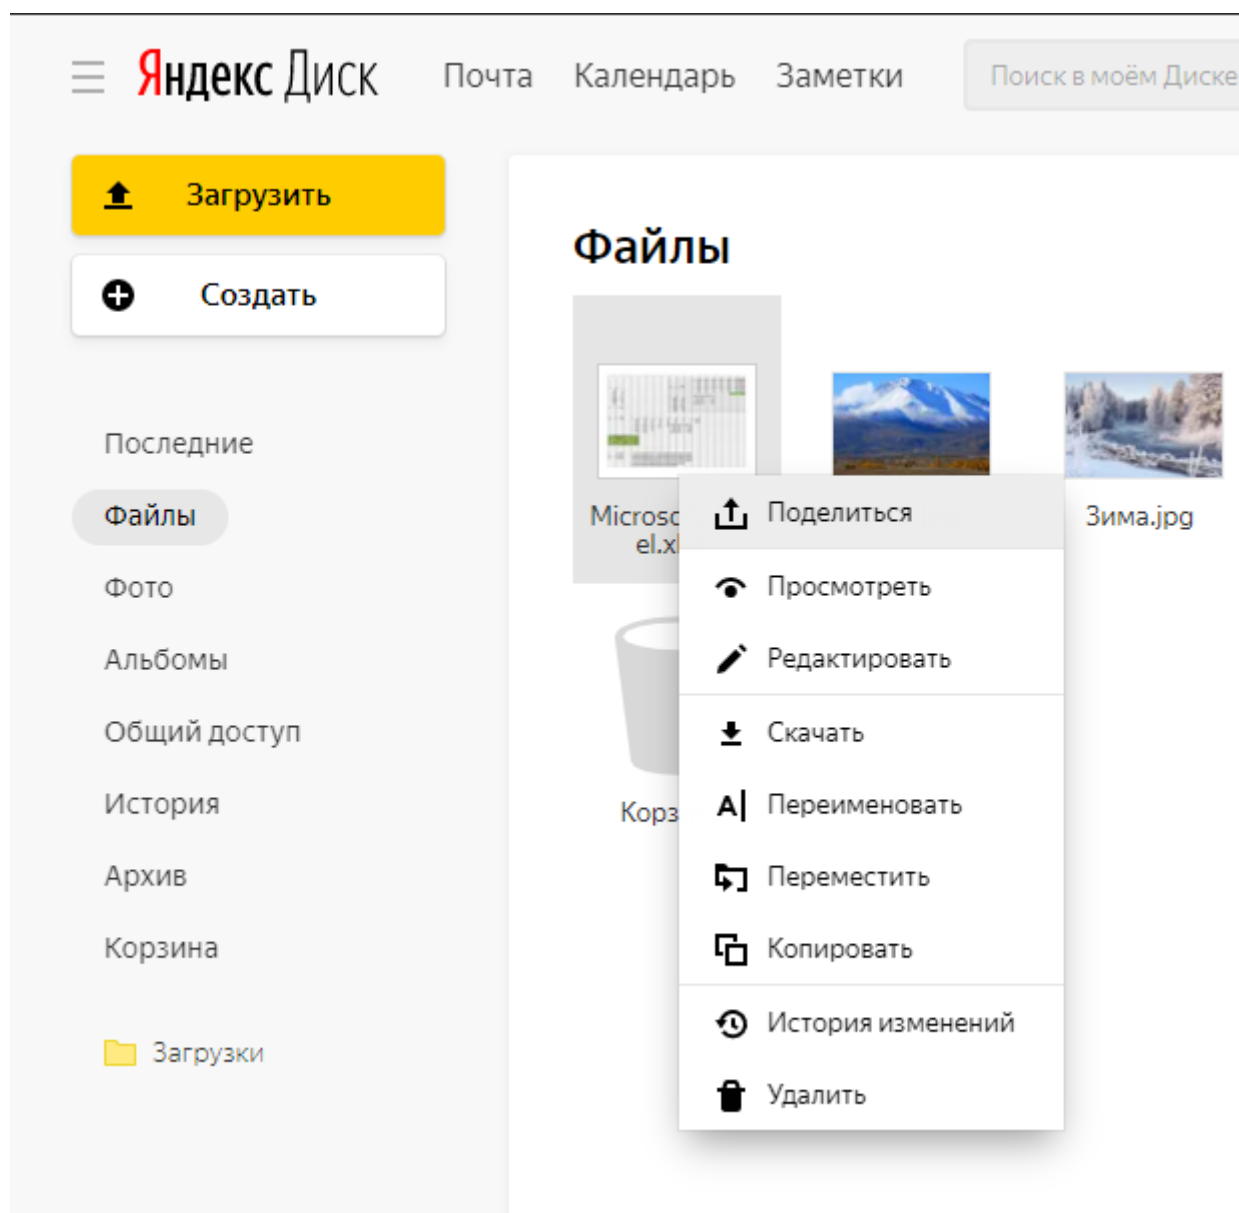 Яндекс Диск Почта Календарь Заметки Поиск в моём Диске
Загрузить
Файлы
Создать
Последние
Файлы
Фото
Альбомы
Общий доступ
История
Архив
Корзина
Загрузки
Зима.jpg
Поделиться
Просмотреть
Редактировать
Скачать
Переименовать
Переместить
Копировать
История изменений
Удалить